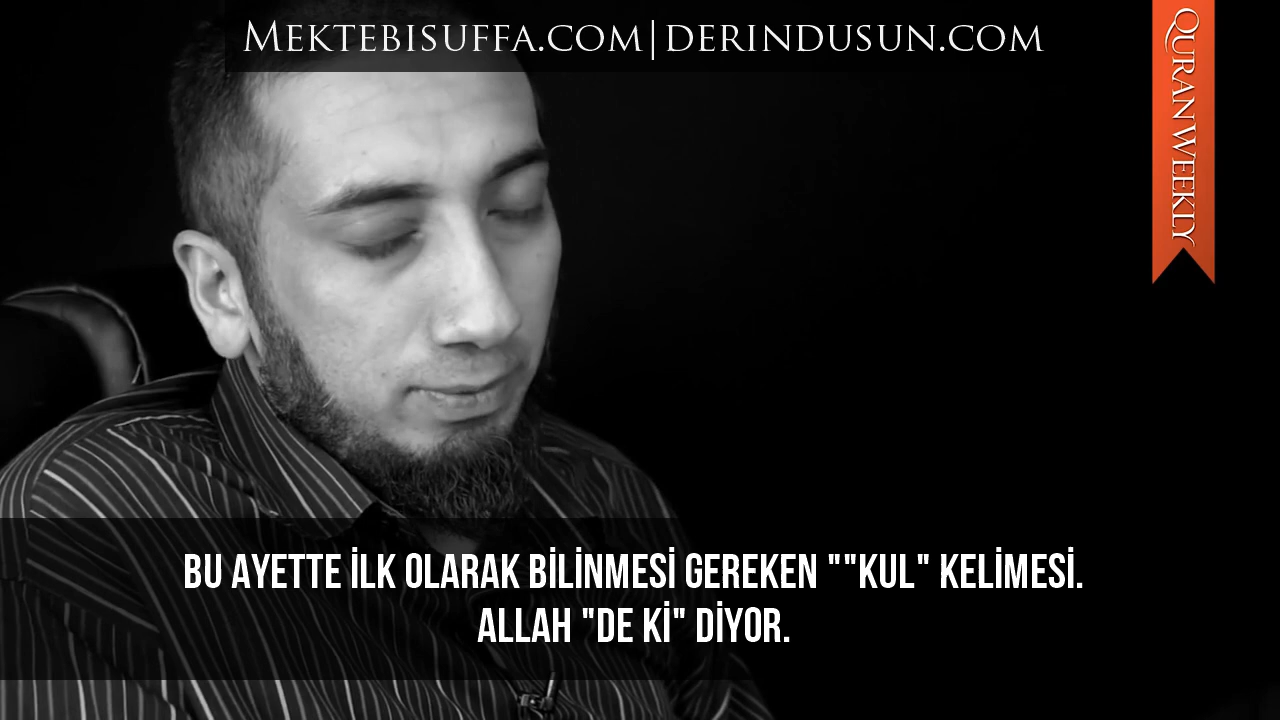 MEKTEBISUFFA.COM|DERINDUSUN.COM
QURANWEEKLY
BU AYETTE İLK OLARAK BİLİNMESİ GEREKEN ""KUL" KELİMESİ.
ALLAH "DE Kİ" DİYOR.